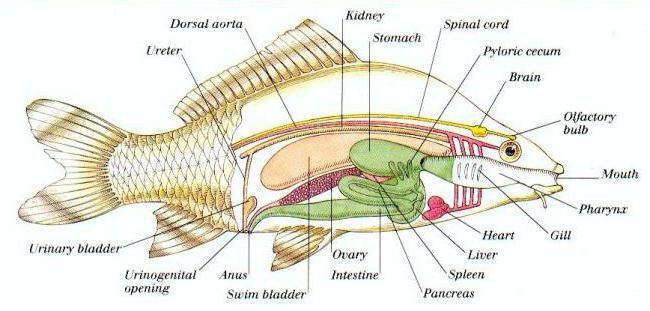 Kidney
Dorsal aorta
Spinal cord
Stomach
Ureter
Pyloric cecum
Brain
Olfactory
bulb
Mouth
Pharynx
Urinary bladder
Heart
Gill
Ovary
Liver
Urinogenital
opening
Anus
Intestine
Spleen
Swim bladder
Pancreas